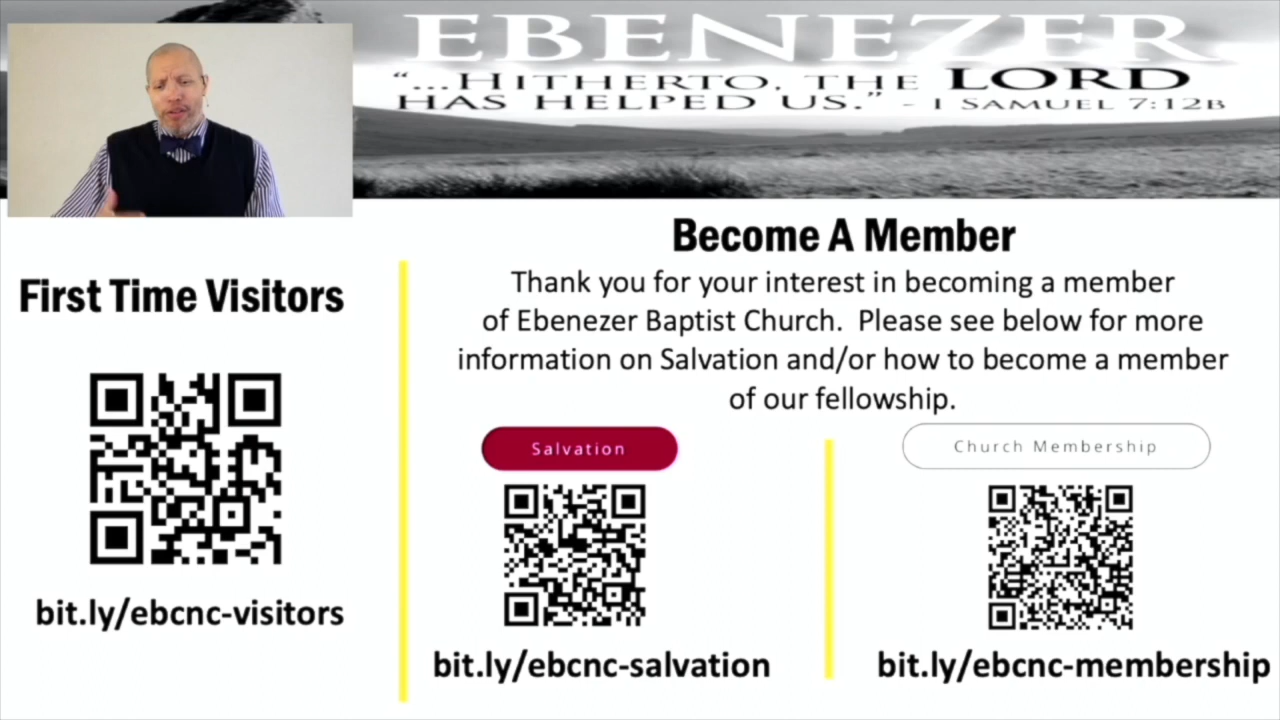 EBENEZER
“...HITHERTO, THE LORD
HAS HELPED US.” - I SAMUEL 7:12B
First Time Visitors
bit.ly/ebcnc-visitors
Become A Member
Thank you for your interest in becoming a member
of Ebenezer Baptist Church.  Please see below for more
information on Salvation and/or how to become a member
of our fellowship.
Salvation
bit.ly/ebcnc-salvation
Church Membership
bit.ly/ebcnc-membership